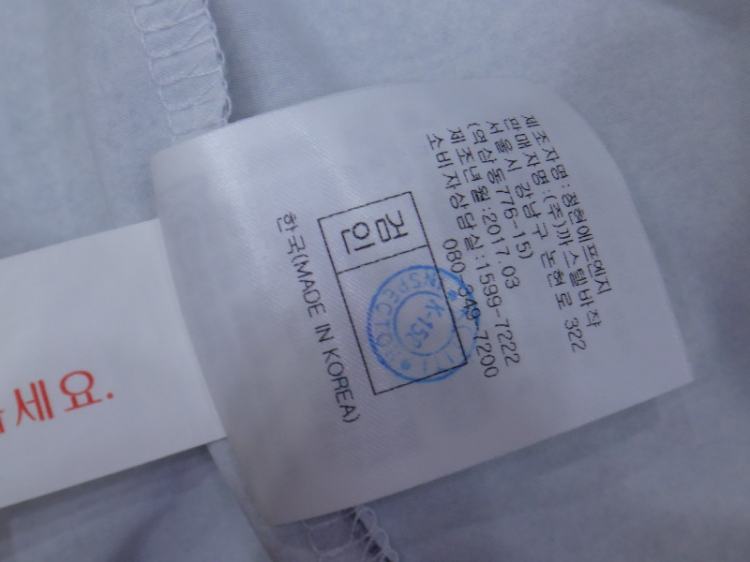 제조자명:정현에프엔지
판매자명:(주)까스텔바작
서울시 강남구 논현로 322
(역삼동776-15)
제조년월:2017.03
소비자상담실:1599-7222
080-349-7200
검인
한국(MADE IN KOREA)
세요.